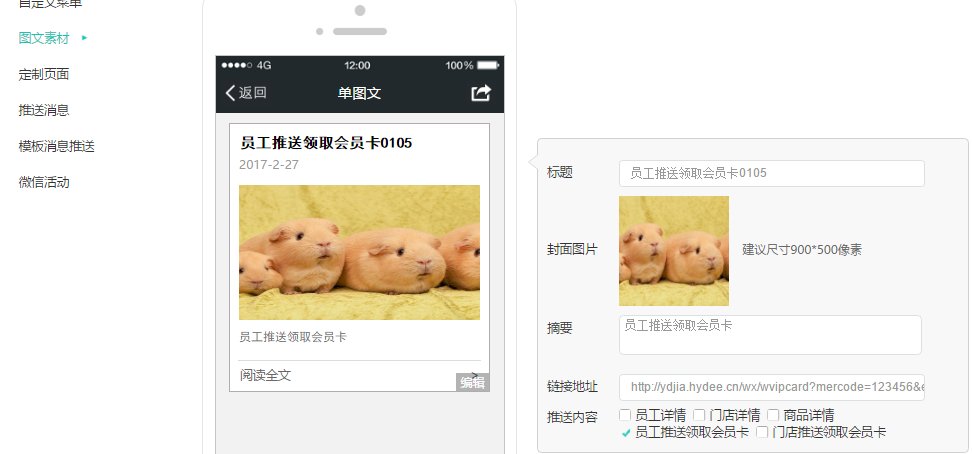 自定义菜单
图文素材
定制页面
推送消息
模板消息推送
微信活动
4G 12:00 100%
返回 单图文
员工推送领取会员卡0105
2017-2-27
员工推送领取会员卡
阅读全文 >
编辑
标题 员工推送领取会员卡0105
封面图片 建议尺寸900*500像素
摘要 员工推送领取会员卡
链接地址 http://ydjia.hydee.cn/wx/wvipcard?mercode=123456&e
推送内容 员工详情 门店详情 商品详情
员工推送领取会员卡 门店推送领取会员卡